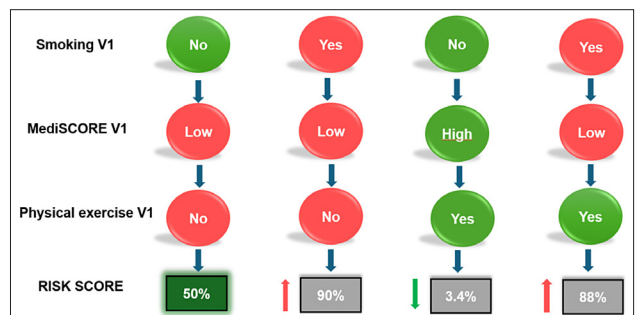 Smoking V1 No Yes No Yes
MediSCORE V1 Low Low High Low
Physical exercise V1 No No Yes Yes
RISK SCORE 50% 90% 3.4% 88%